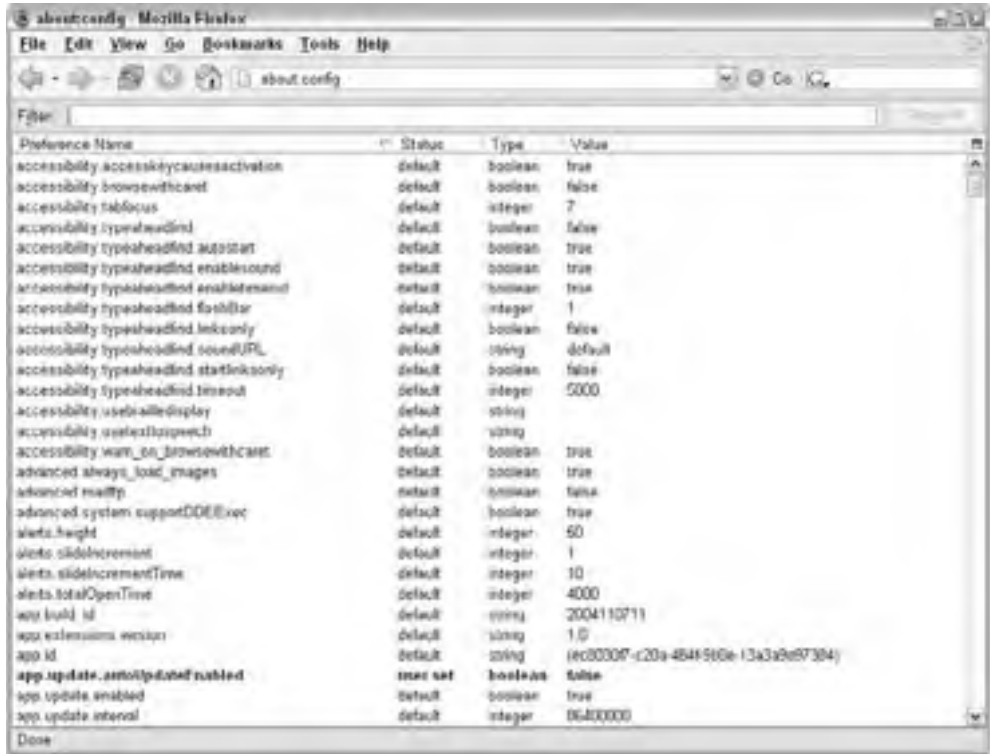 about:config - Mozilla Firefox
File Edit View Go Bookmarks Tools Help
about:config Go
Filter:
Preference Name Status Type Value
accessibility.accesskeycausesactivation default boolean true
accessibility.browsewithcaret default boolean false
accessibility.tabfocus default integer 7
accessibility.typeaheadfind default boolean false
accessibility.typeaheadfind.autostart default boolean true
accessibility.typeaheadfind.enablesound default boolean true
accessibility.typeaheadfind.enabletimeout default boolean true
accessibility.typeaheadfind.flashBar default integer 1
accessibility.typeaheadfind.linksonly default boolean false
accessibility.typeaheadfind.soundURL default string default
accessibility.typeaheadfind.startlinksonly default boolean false
accessibility.typeaheadfind.timeout default integer 5000
accessibility.usebrailledisplay default string
accessibility.usetexttospeech default string
accessibility.warn_on_browsewithcaret default boolean true
advanced.always_load_images default boolean true
advanced.mailftp default boolean false
advanced.system.supportDDEExec default boolean true
alerts.height default integer 50
alerts.slideIncrement default integer 1
alerts.slideIncrementTime default integer 10
alerts.totalOpenTime default integer 4000
app.build_id default string 2004110711
app.extensions.version default string 1.0
app.id default string
app.update.autoUpdateEnabled user set boolean false
app.update.enabled default boolean true
app.update.interval default integer 86400000
Done